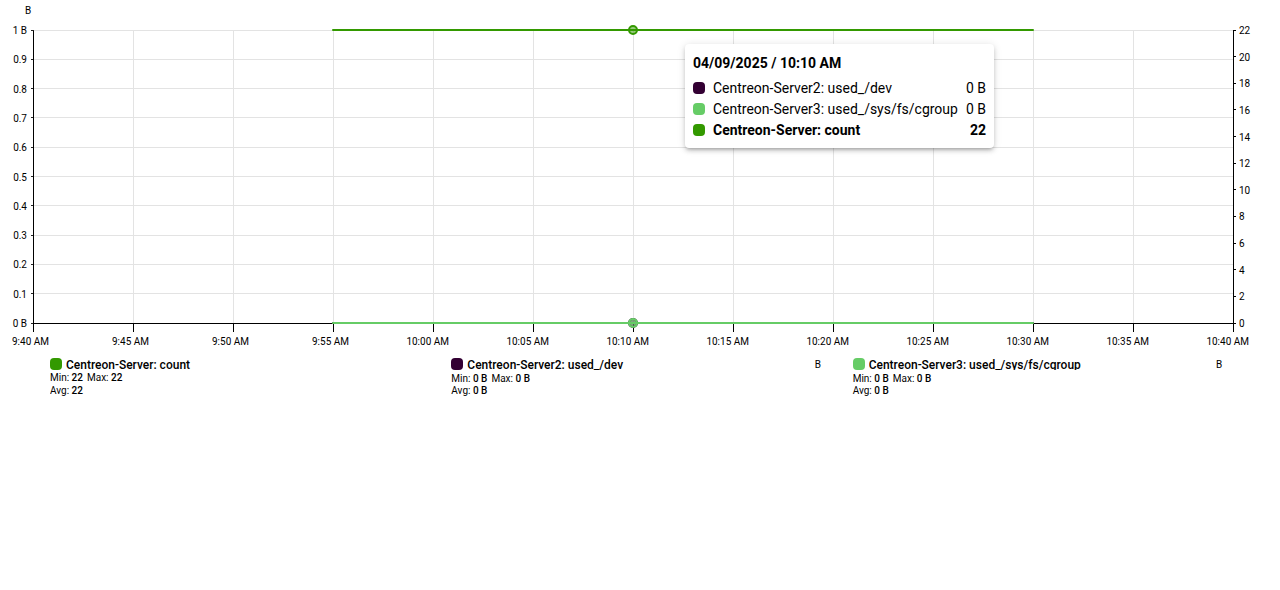 B
1 B
0.9
0.8
0.7
0.6
0.5
0.4
0.3
0.2
0.1
0 B
22
20
18
16
14
12
10
8
6
4
2
0
04/09/2025 / 10:10 AM
Centreon-Server2: used_/dev 0 B
Centreon-Server3: used_/sys/fs/cgroup 0 B
Centreon-Server: count 22
9:40 AM 9:45 AM 9:50 AM 9:55 AM 10:00 AM 10:05 AM 10:10 AM 10:15 AM 10:20 AM 10:25 AM 10:30 AM 10:35 AM 10:40 AM
Centreon-Server: count
Min: 22 Max: 22
Avg: 22
Centreon-Server2: used_/dev B
Min: 0 B Max: 0 B
Avg: 0 B
Centreon-Server3: used_/sys/fs/cgroup B
Min: 0 B Max: 0 B
Avg: 0 B